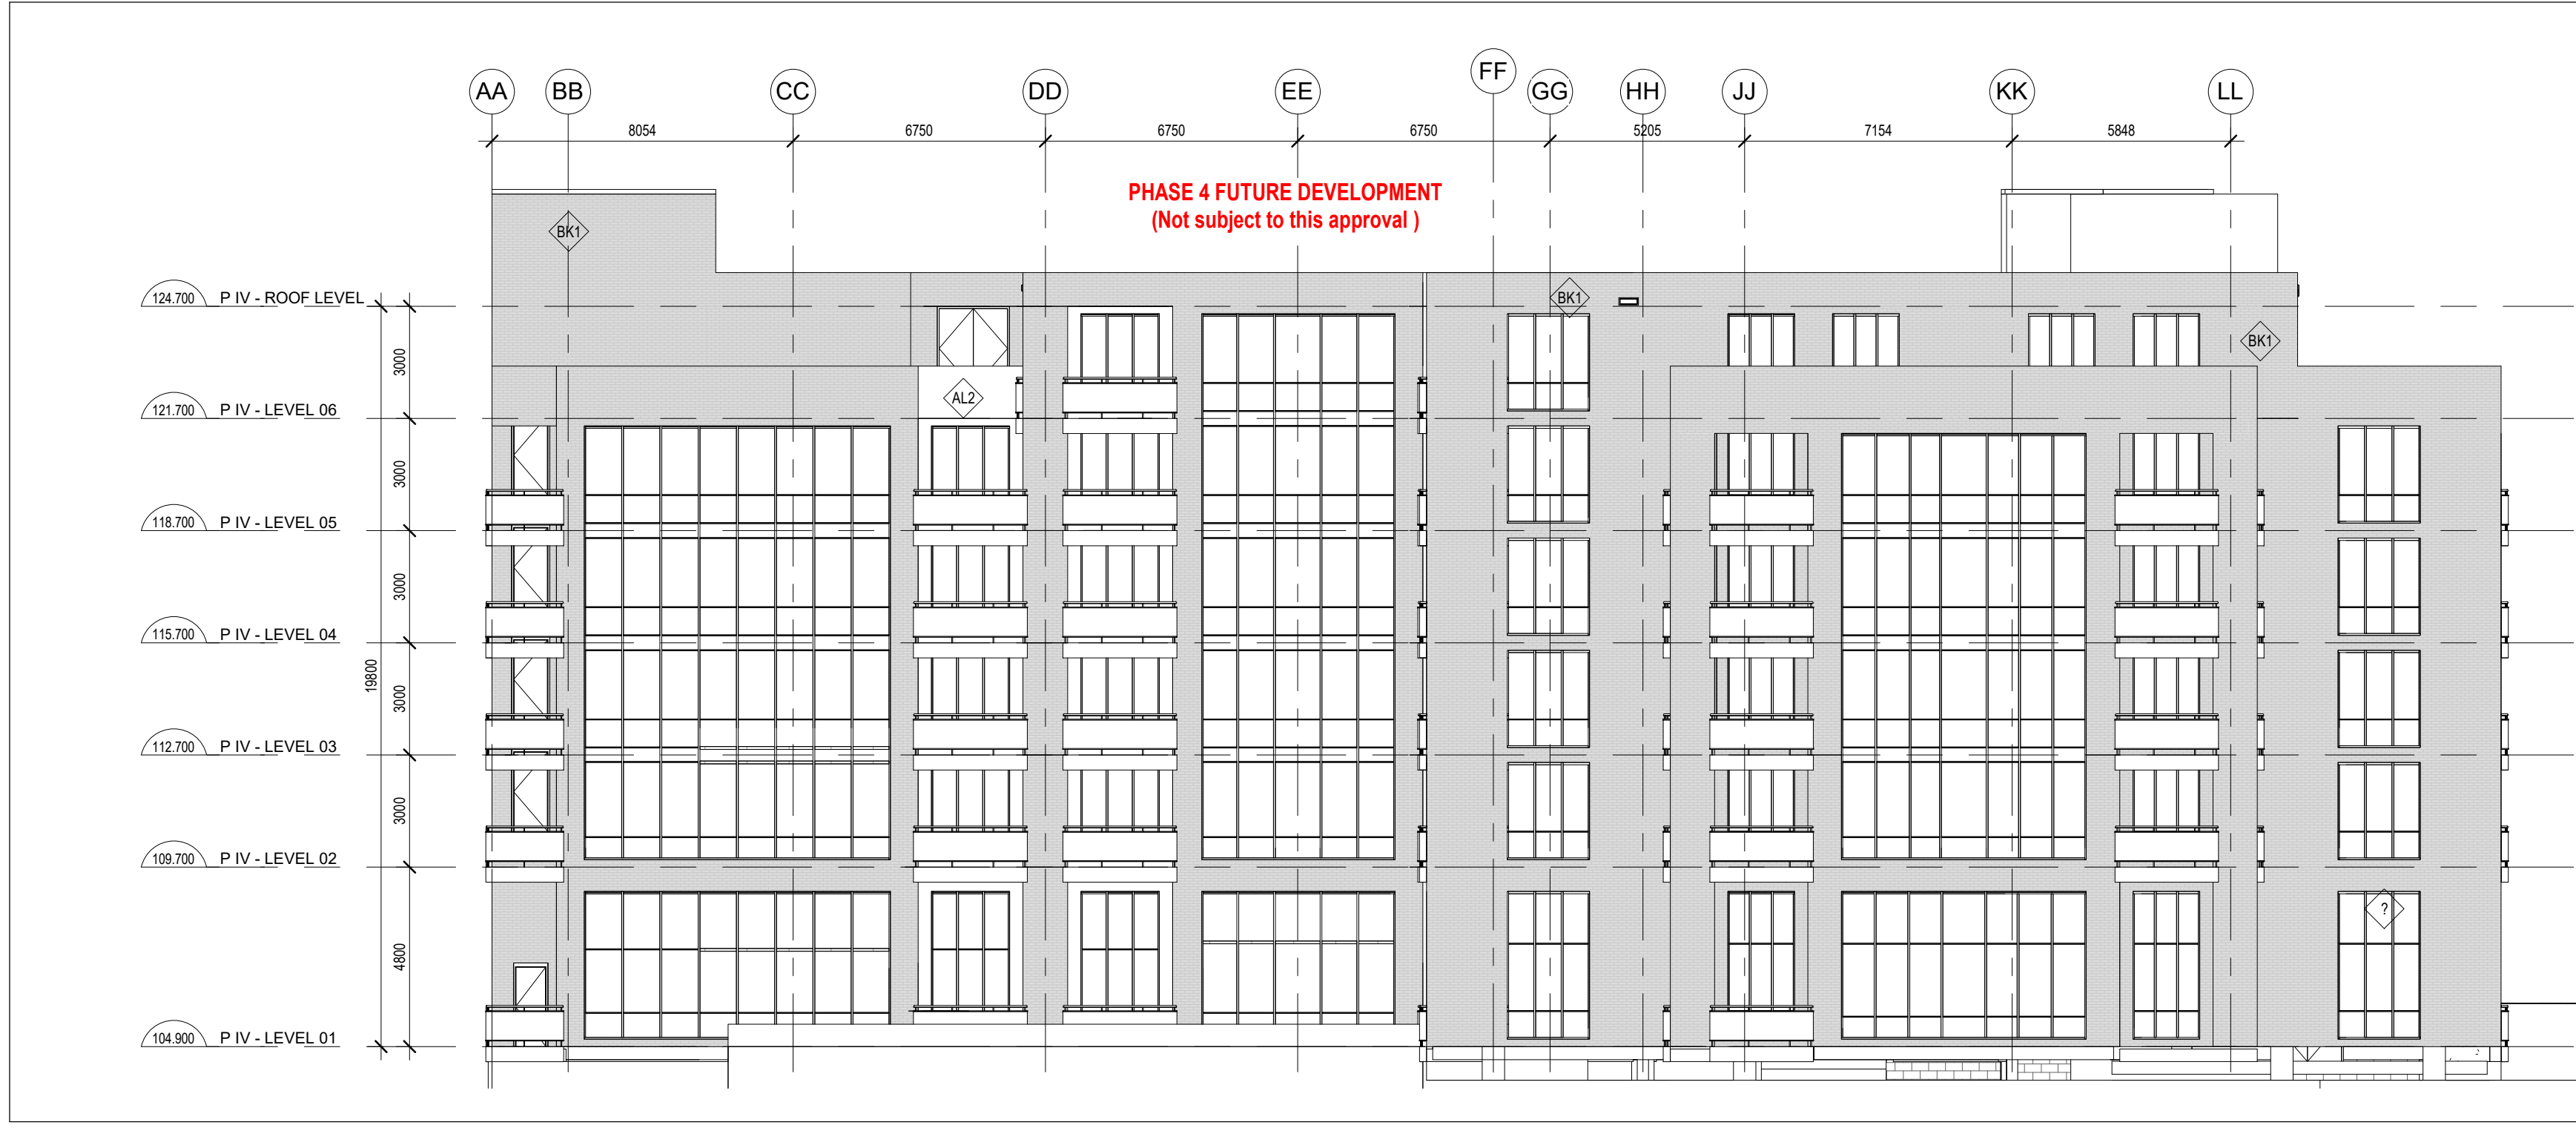 FF
AA BB CC DD EE GG HH JJ KK LL
8054 6750 6750 6750 5205 7154 5848
PHASE 4 FUTURE DEVELOPMENT
(Not subject to this approval )
BK1
124.700 P IV - ROOF LEVEL
BK1
3000
BK1
AL2
121.700 P IV - LEVEL 06
3000
118.700 P IV - LEVEL 05
3000
115.700 P IV - LEVEL 04
19800
3000
112.700 P IV - LEVEL 03
3000
109.700 P IV - LEVEL 02
?
4800
104.900 P IV - LEVEL 01